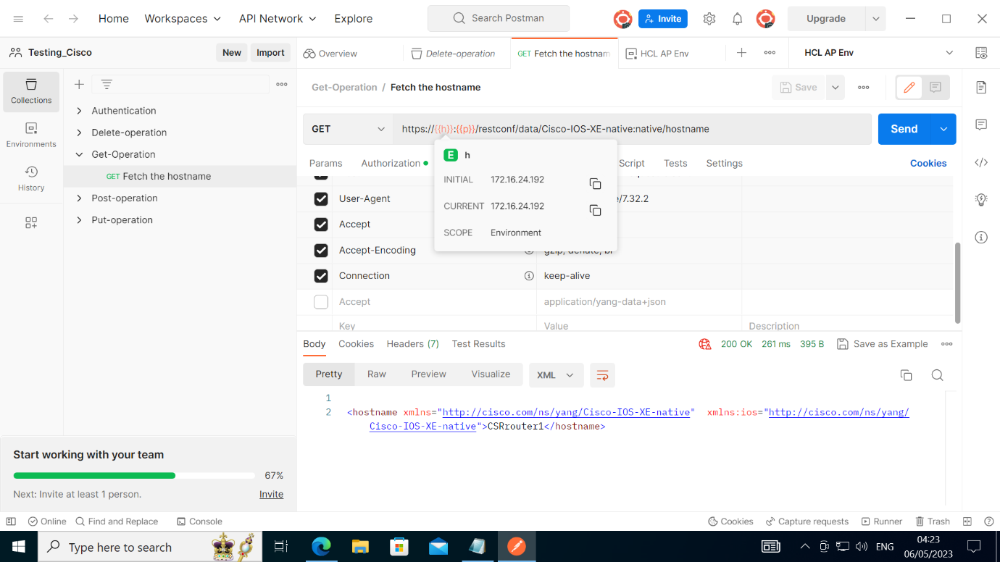 Home
Workspaces
API Network
Explore
Search Postman
Invite
Upgrade
Testing_Cisco
New
Import
Overview
Delete-operation
GET Fetch the hostnam
HCL AP Env
HCL AP Env
Collections
Environments
History
Authentication
Delete-operation
Get-Operation
GET Fetch the hostname
Post-operation
Put-operation
Get-Operation / Fetch the hostname
Save
GET
https://{{h}}:{{p}}/restconf/data/Cisco-IOS-XE-native:native/hostname
Send
Params
Authorization
Script
Tests
Settings
Cookies
E h
INITIAL 172.16.24.192
CURRENT 172.16.24.192
SCOPE Environment
User-Agent
/7.32.2
Accept
Accept-Encoding
Connection
keep-alive
Accept
application/yang-data+json
Key
Value
Description
Body
Cookies
Headers (7)
Test Results
200 OK
261 ms
395 B
Save as Example
Pretty
Raw
Preview
Visualize
XML
1
2 <hostname xmlns="http://cisco.com/ns/yang/Cisco-IOS-XE-native" xmlns:ios="http://cisco.com/ns/yang/
Cisco-IOS-XE-native">CSRrouter1</hostname>
Start working with your team
67%
Next: Invite at least 1 person.
Invite
Online
Find and Replace
Console
Cookies
Capture requests
Runner
Trash
Type here to search
ENG
04:23
06/05/2023